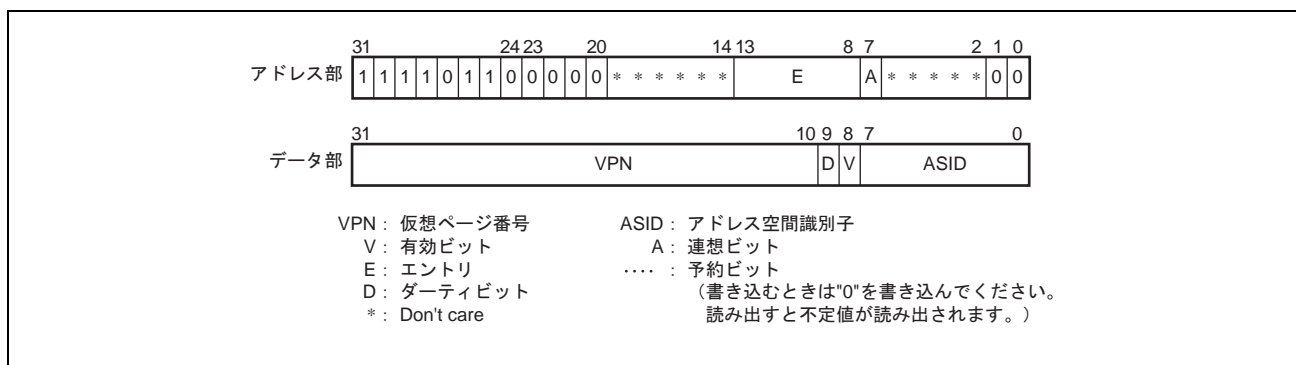 31 24 23 20 14 13 8 7 2 1 0
アドレス部 1 1 1 1 0 1 1 0 0 0 0 0 * * * * * * E A * * * * * 0 0
31 10 9 8 7 0
データ部 VPN D V ASID
VPN : 仮想ページ番号 ASID : アドレス空間識別子
V : 有効ビット A : 連想ビット
E : エントリ ‥‥ : 予約ビット
D : ダーティビット (書き込むときは"0"を書き込んでください。
* : Don't care 読み出すと不定値が読み出されます。)